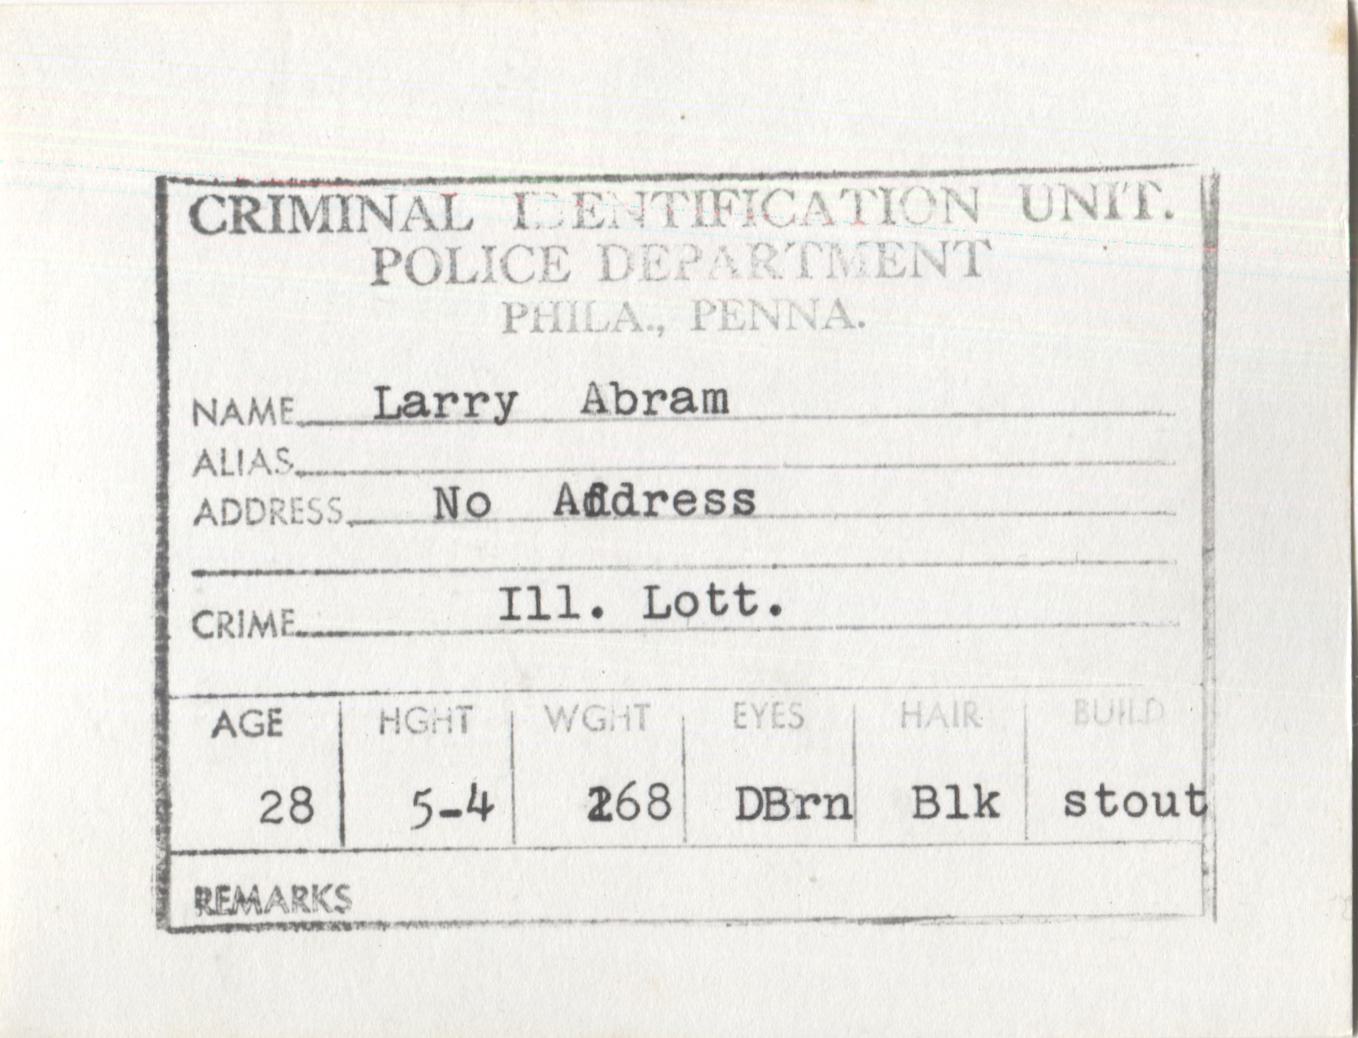 CRIMINAL IDENTIFICATION UNIT.
POLICE DEPARTMENT
PHILA., PENNA.
NAME Larry Abram
ALIAS
ADDRESS No Address
CRIME Ill. Lott.
AGE HGHT WGHT EYES HAIR BUILD
28 5-4 168 DBrn Blk stout
REMARKS